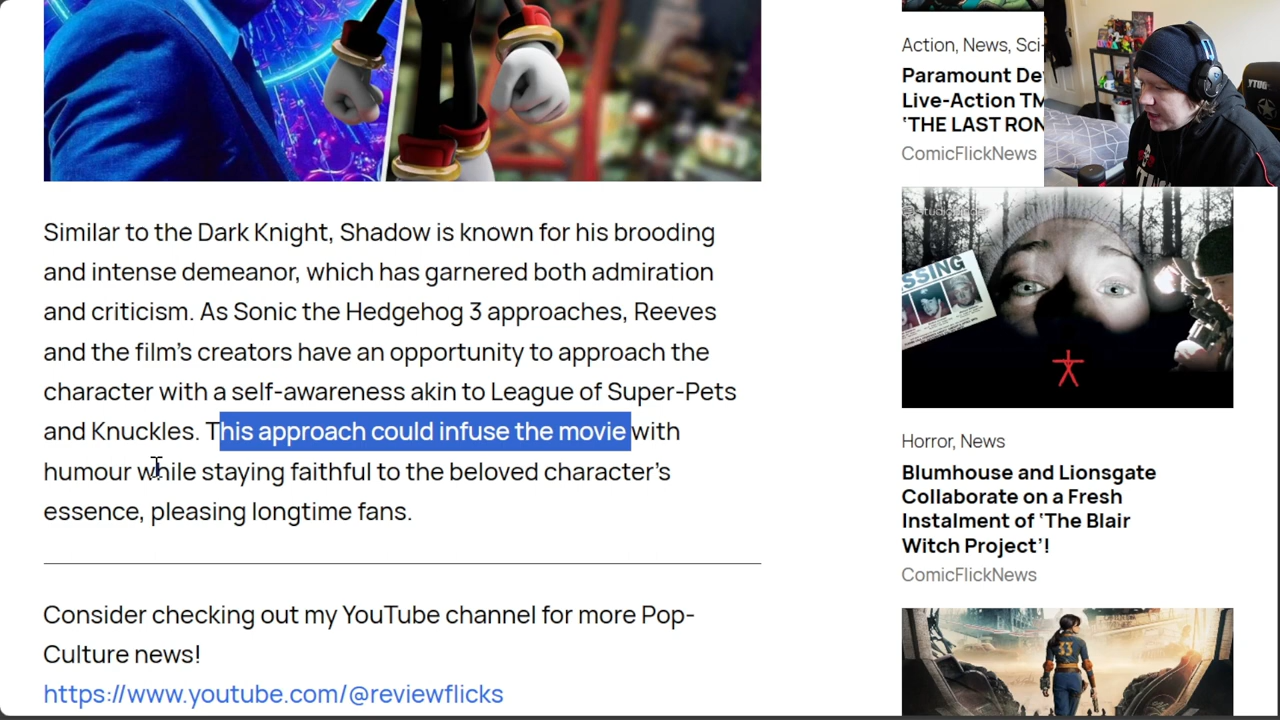 Similar to the Dark Knight, Shadow is known for his brooding
and intense demeanor, which has garnered both admiration
and criticism. As Sonic the Hedgehog 3 approaches, Reeves
and the film's creators have an opportunity to approach the
character with a self-awareness akin to League of Super-Pets
and Knuckles. This approach could infuse the movie with
humour while staying faithful to the beloved character's
essence, pleasing longtime fans.
Consider checking out my YouTube channel for more Pop-
Culture news!
https://www.youtube.com/@reviewflicks
Action, News, Sci-
Paramount De
Live-Action TM
'THE LAST RON
ComicFlickNews
SSING
Horror, News
Blumhouse and Lionsgate
Collaborate on a Fresh
Instalment of 'The Blair
Witch Project'!
ComicFlickNews
33